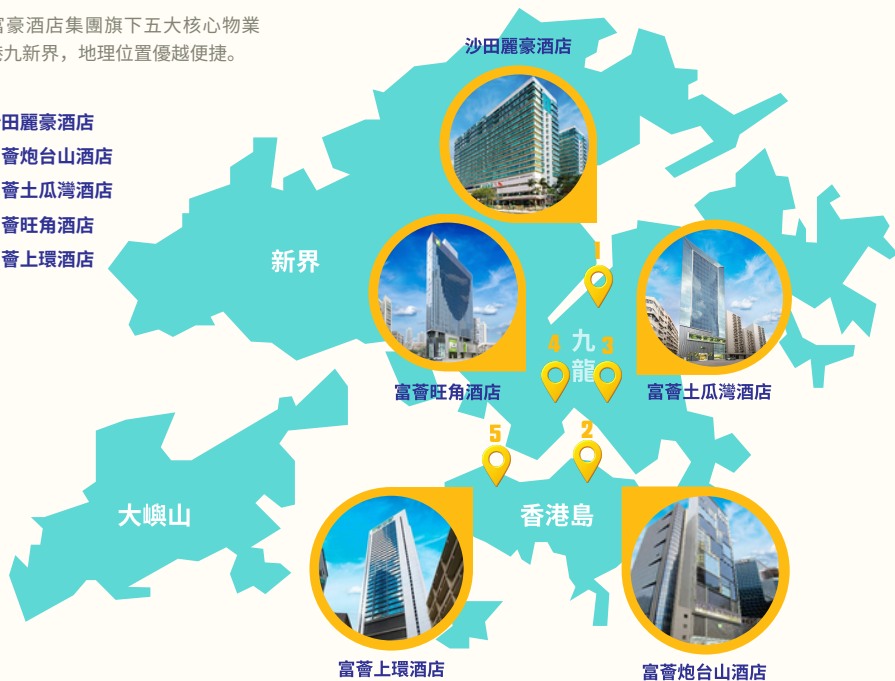 富豪酒店集團旗下五大核心物業
港九新界，地理位置優越便捷。
田麗豪酒店
薈炮台山酒店
薈土瓜灣酒店
薈旺角酒店
薈上環酒店
沙田麗豪酒店
新界
1
九龍
4
3
富薈旺角酒店
富薈土瓜灣酒店
5
2
大嶼山
香港島
富薈上環酒店
富薈炮台山酒店